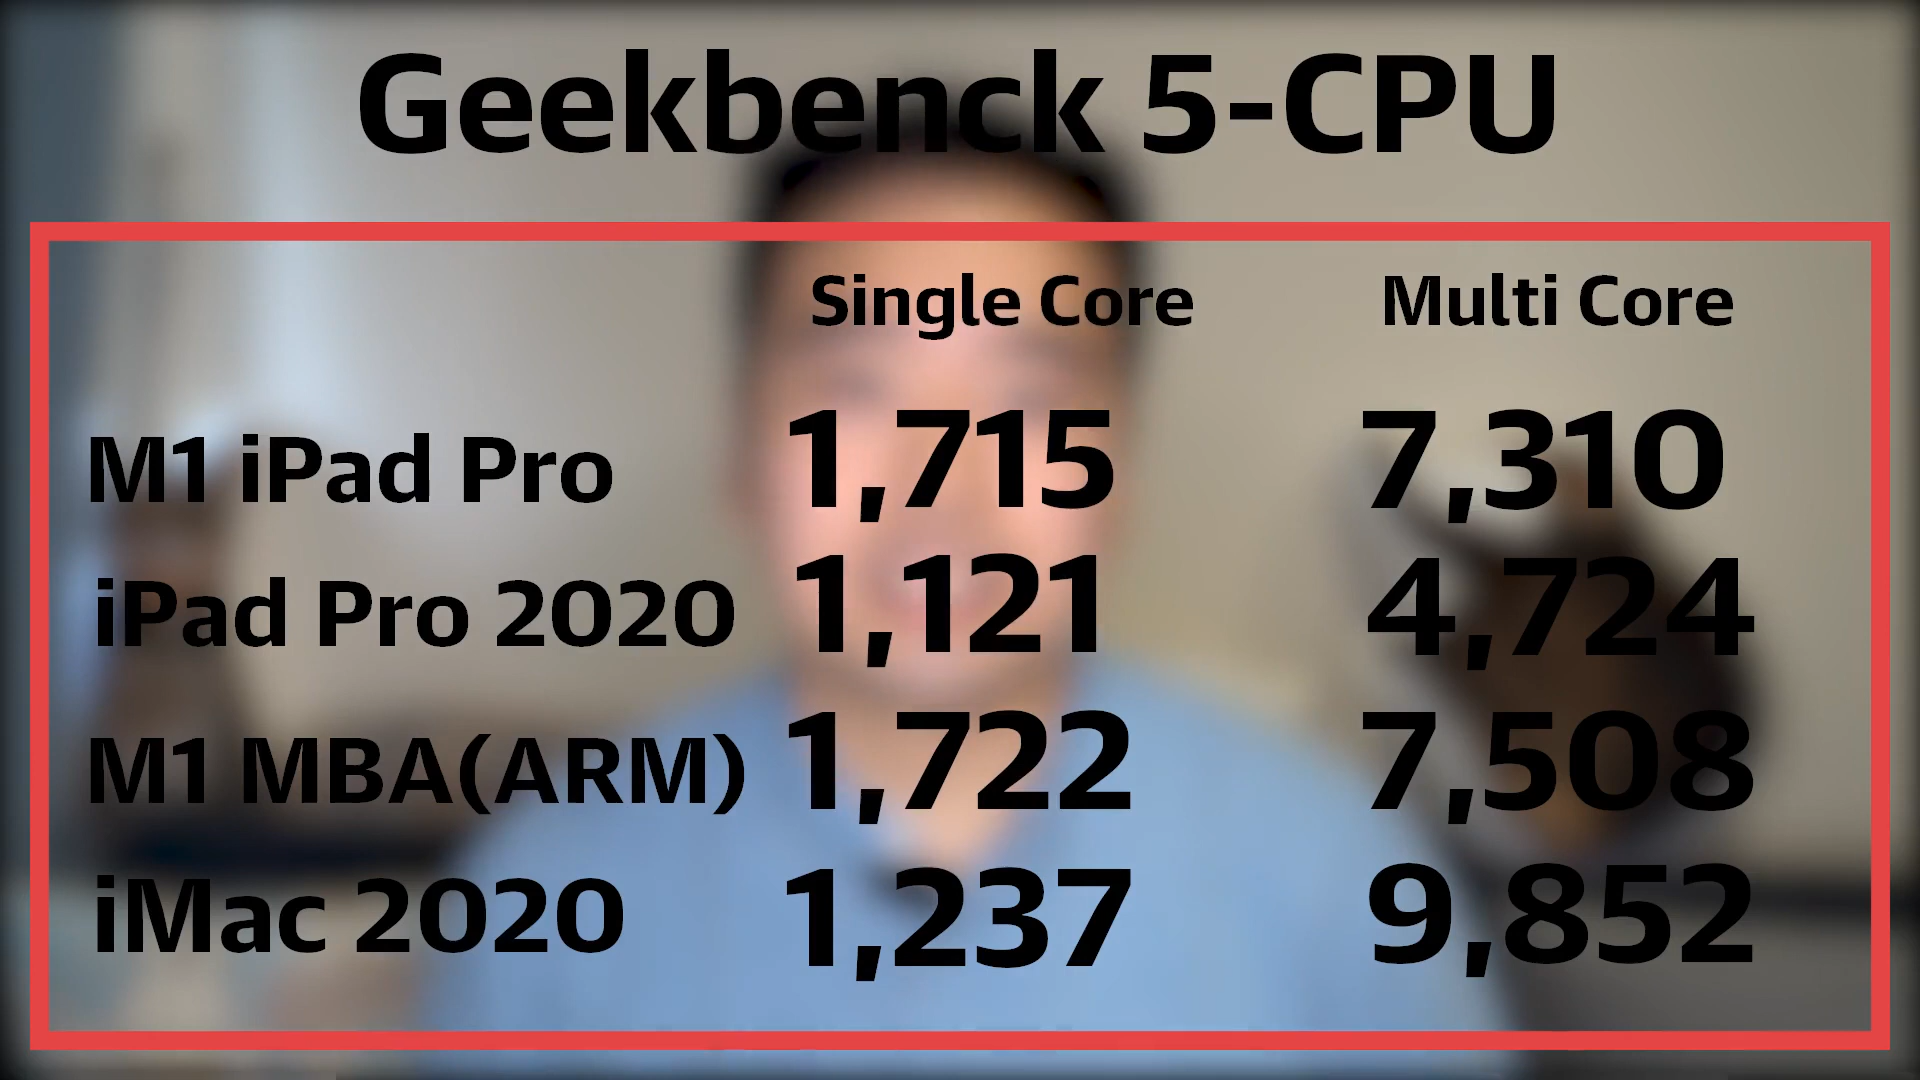 Geekbenck 5-CPU
Single Core Multi Core
M1 iPad Pro 1,715 7,310
iPad Pro 2020 1,121 4,724
M1 MBA(ARM) 1,722 7,508
iMac 2020 1,237 9,852